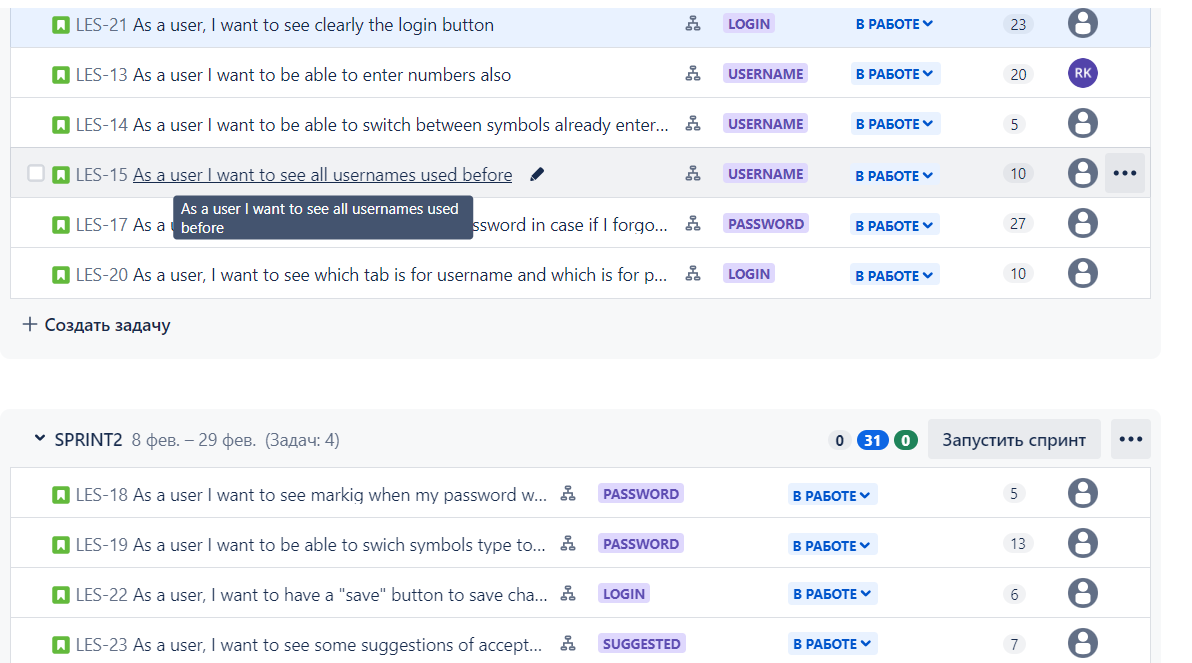 LES-21 As a user, I want to see clearly the login button LOGIN В РАБОТЕ 23
LES-13 As a user I want to be able to enter numbers also USERNAME В РАБОТЕ 20 RK
LES-14 As a user I want to be able to switch between symbols already enter... USERNAME В РАБОТЕ 5
LES-15 As a user I want to see all usernames used before USERNAME В РАБОТЕ 10
As a user I want to see all usernames used
before
LES-17 As a ssword in case if I forgo... PASSWORD В РАБОТЕ 27
LES-20 As a user, I want to see which tab is for username and which is for p... LOGIN В РАБОТЕ 10
+ Создать задачу
SPRINT2 8 фев. – 29 фев. (Задач: 4) 0 31 0 Запустить спринт
LES-18 As a user I want to see markig when my password w... PASSWORD В РАБОТЕ 5
LES-19 As a user I want to be able to swich symbols type to... PASSWORD В РАБОТЕ 13
LES-22 As a user, I want to have a "save" button to save cha... LOGIN В РАБОТЕ 6
LES-23 As a user, I want to see some suggestions of accept... SUGGESTED В РАБОТЕ 7